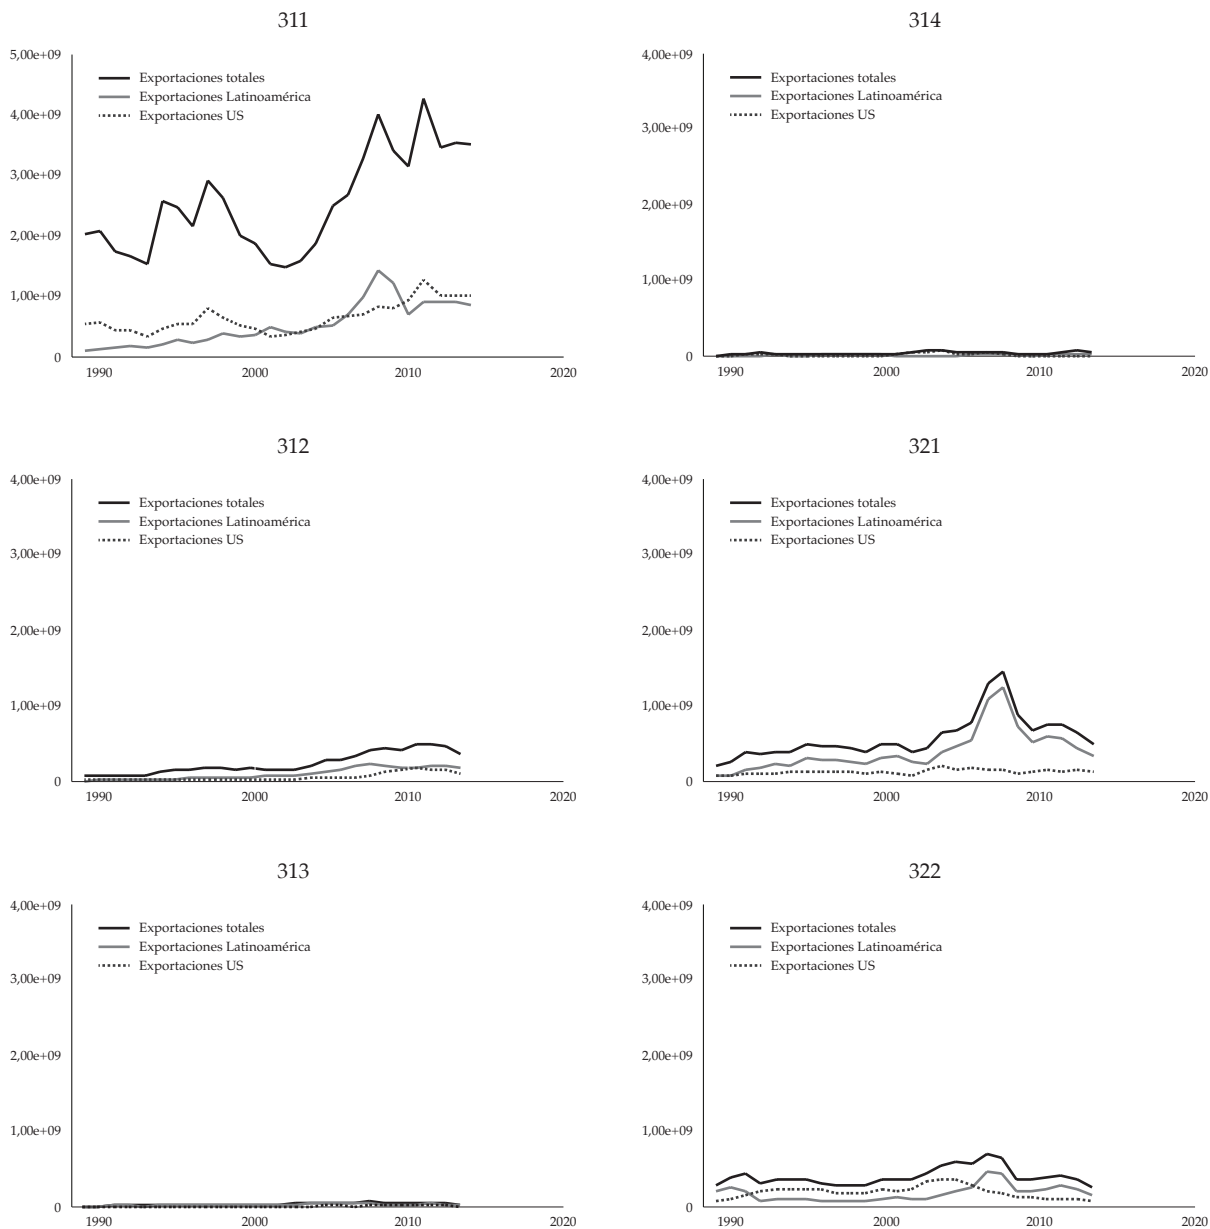 311
5,00e+09
4,00e+09
3,00e+09
2,00e+09
1,00e+09
0
Exportaciones totales
Exportaciones Latinoamérica
Exportaciones US
1990 2000 2010 2020
314
4,00e+09
3,00e+09
2,00e+09
1,00e+09
0
Exportaciones totales
Exportaciones Latinoamérica
Exportaciones US
1990 2000 2010 2020
312
4,00e+09
3,00e+09
2,00e+09
1,00e+09
0
Exportaciones totales
Exportaciones Latinoamérica
Exportaciones US
1990 2000 2010 2020
321
4,00e+09
3,00e+09
2,00e+09
1,00e+09
0
Exportaciones totales
Exportaciones Latinoamérica
Exportaciones US
1990 2000 2010 2020
313
4,00e+09
3,00e+09
2,00e+09
1,00e+09
0
Exportaciones totales
Exportaciones Latinoamérica
Exportaciones US
1990 2000 2010 2020
322
4,00e+09
3,00e+09
2,00e+09
1,00e+09
0
Exportaciones totales
Exportaciones Latinoamérica
Exportaciones US
1990 2000 2010 2020